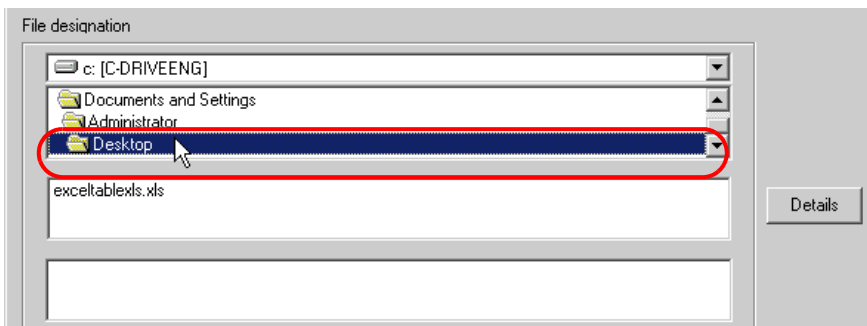 File designation
c: [C-DRIVEENG]
Documents and Settings
Administrator
Desktop
exceltablexls.xls
Details